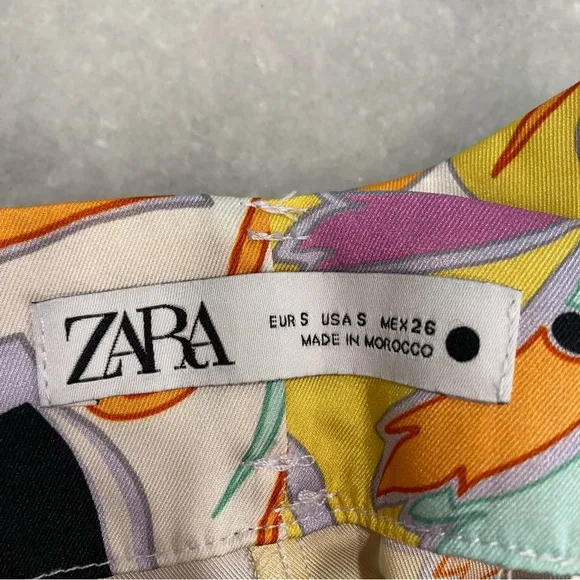 ZARA
EUR S USA S MEX 26
MADE IN MOROCCO